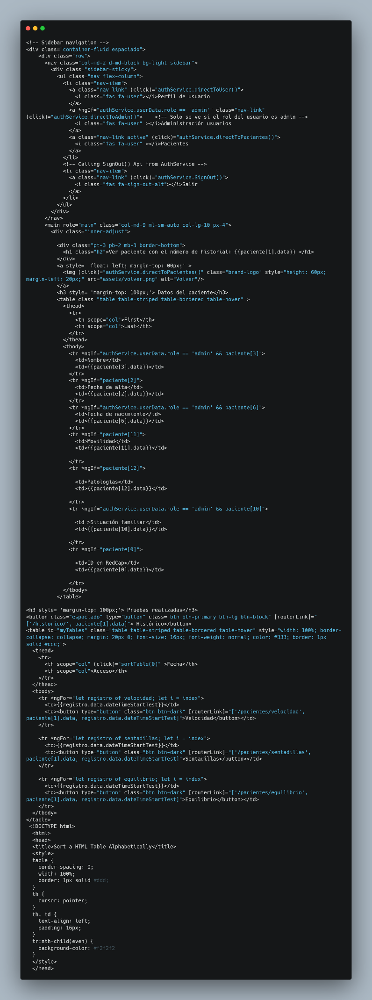 <!-- Sidebar navigation -->
<div class="container-fluid espaciado">
    <div class="row">
      <nav class="col-md-2 d-md-block bg-light sidebar">
        <div class="sidebar-sticky">
          <ul class="nav flex-column">
            <li class="nav-item">
              <a class="nav-link" (click)="authService.directToUser()">
                <i class="fas fa-user"></i>Perfil de usuario
              </a>
              <a *ngIf="authService.userData.role == 'admin'" class="nav-link"
(click)="authService.directToAdmin()">    <!-- Solo se ve si el rol del usuario es admin -->
                <i class="fas fa-user" ></i>Administración usuarios
              </a>
              <a class="nav-link active" (click)="authService.directToPacientes()">
                <i class="fas fa-user" ></i>Pacientes
              </a>
            </li>
            <!-- Calling SignOut() Api from AuthService -->
            <li class="nav-item">
              <a class="nav-link" (click)="authService.SignOut()">
                <i class="fas fa-sign-out-alt"></i>Salir
              </a>
            </li>
          </ul>
        </div>
      </nav>
      <main role="main" class="col-md-9 ml-sm-auto col-lg-10 px-4">
        <div class="inner-adjust">

          <div class="pt-3 pb-2 mb-3 border-bottom">
            <h1 class="h2">Ver paciente con el número de historial: {{paciente[1].data}} </h1>
          </div>
          <a style= 'float: left; margin-top: 00px;' >
            <img (click)="authService.directToPacientes()" class="brand-logo" style="height: 60px;
margin-left: 20px;" src="assets/volver.png" alt="Volver"/>
          </a>
          <h3 style= 'margin-top: 100px;'> Datos del paciente</h3>
          <table class="table table-striped table-bordered table-hover" >
            <thead>
              <tr>
                <th scope="col">First</th>
                <th scope="col">Last</th>
              </tr>
            </thead>
            <tbody>
              <tr *ngIf="authService.userData.role == 'admin' && paciente[3]">
                <td>Nombre</td>
                <td>{{paciente[3].data}}</td>
              </tr>
              <tr *ngIf="paciente[2]">
                <td>Fecha de alta</td>
                <td>{{paciente[2].data}}</td>
              </tr>
              <tr *ngIf="authService.userData.role == 'admin' && paciente[6]">
                <td>Fecha de nacimiento</td>
                <td>{{paciente[6].data}}</td>
              </tr>
              <tr *ngIf="paciente[11]">
                <td>Movilidad</td>
                <td>{{paciente[11].data}}</td>

              </tr>
              <tr *ngIf="paciente[12]">

                <td>Patologías</td>
                <td>{{paciente[12].data}}</td>

              </tr>
              <tr *ngIf="authService.userData.role == 'admin' && paciente[10]">

                <td >Situación familiar</td>
                <td>{{paciente[10].data}}</td>

              </tr>
              <tr *ngIf="paciente[0]">

                <td>ID en RedCap</td>
                <td>{{paciente[0].data}}</td>

              </tr>
            </tbody>
          </table>

<h3 style= 'margin-top: 100px;'> Pruebas realizadas</h3>
<button class="espaciado" type="button" class="btn btn-primary btn-lg btn-block" [routerLink]="
['/historico/', paciente[1].data]"> Histórico</button>
<table id="myTables" class="table table-striped table-bordered table-hover" style="width: 100%; border-
collapse: collapse; margin: 20px 0; font-size: 16px; font-weight: normal; color: #333; border: 1px
solid #ccc;">
  <thead>
    <tr>
      <th scope="col" (click)="sortTable(0)" >Fecha</th>
      <th scope="col">Acceso</th>
    </tr>
  </thead>
  <tbody>
    <tr *ngFor="let registro of velocidad; let i = index">
      <td>{{registro.data.dateTimeStartTest}}</td>
      <td><button type="button" class="btn btn-dark" [routerLink]="['/pacientes/velocidad',
paciente[1].data, registro.data.dateTimeStartTest]">Velocidad</button></td>
    </tr>

    <tr *ngFor="let registro of sentadillas; let i = index">
      <td>{{registro.data.dateTimeStartTest}}</td>
      <td><button type="button" class="btn btn-dark" [routerLink]="['/pacientes/sentadillas',
paciente[1].data, registro.data.dateTimeStartTest]">Sentadillas</button></td>
    </tr>

    <tr *ngFor="let registro of equilibrio; let i = index">
      <td>{{registro.data.dateTimeStartTest}}</td>
      <td><button type="button" class="btn btn-dark" [routerLink]="['/pacientes/equilibrio',
paciente[1].data, registro.data.dateTimeStartTest]">Equilibrio</button></td>
    </tr>
  </tbody>
</table>
 <!DOCTYPE html>
  <html>
  <head>
  <title>Sort a HTML Table Alphabetically</title>
  <style>
  table {
    border-spacing: 0;
    width: 100%;
    border: 1px solid #ddd;
  }
  th {
    cursor: pointer;
  }
  th, td {
    text-align: left;
    padding: 16px;
  }
  tr:nth-child(even) {
    background-color: #f2f2f2
  }
  </style>
  </head>